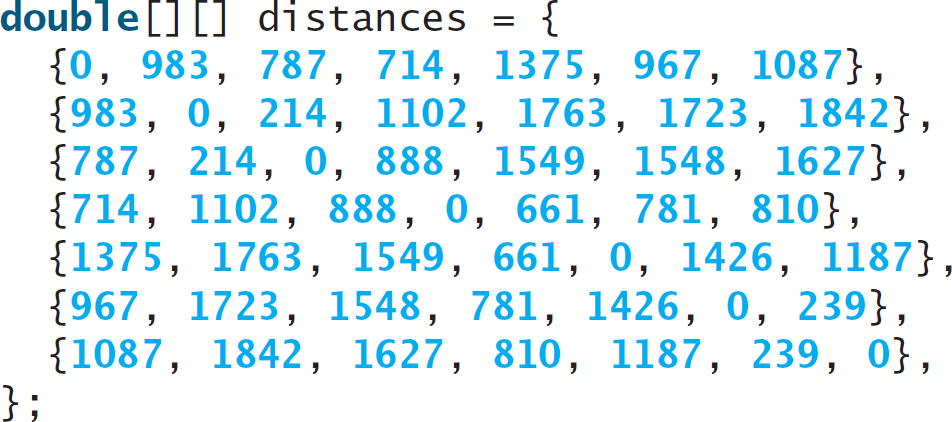 double[][] distances = {
{0, 983, 787, 714, 1375, 967, 1087},
{983, 0, 214, 1102, 1763, 1723, 1842},
{787, 214, 0, 888, 1549, 1548, 1627},
{714, 1102, 888, 0, 661, 781, 810},
{1375, 1763, 1549, 661, 0, 1426, 1187},
{967, 1723, 1548, 781, 1426, 0, 239},
{1087, 1842, 1627, 810, 1187, 239, 0},
};